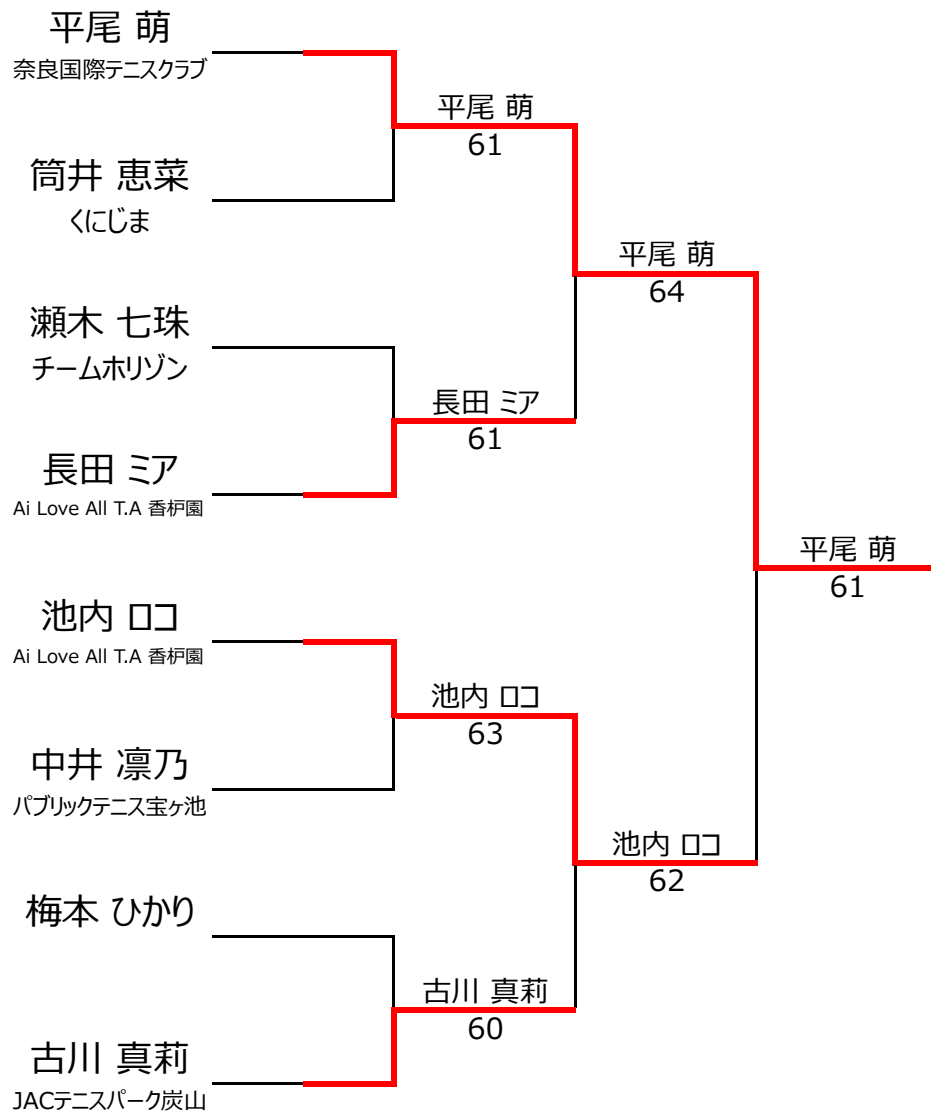 平尾 萌
奈良国際テニスクラブ
平尾 萌
61
筒井 恵菜
くにじま
平尾 萌
64
瀬木 七珠
チームホリゾン
長田 ミア
61
長田 ミア
Ai Love All T.A 香枦園
平尾 萌
61
池内 ロコ
Ai Love All T.A 香枦園
池内 ロコ
63
中井 凛乃
パブリックテニス宝ヶ池
池内 ロコ
62
梅本 ひかり
古川 真莉
60
古川 真莉
JACテニスパーク炭山